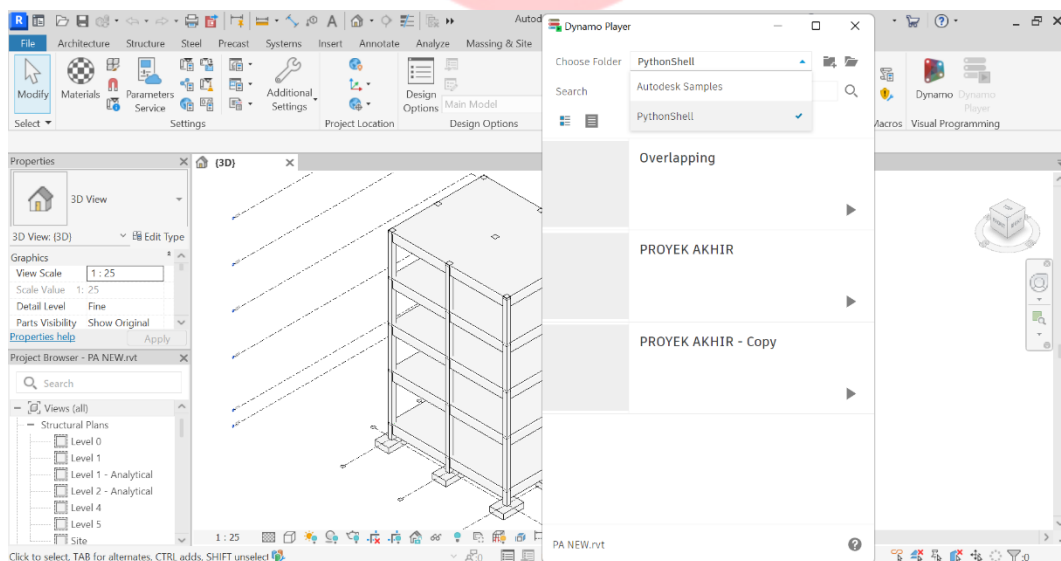 R
Autod
File Architecture Structure Steel Precast Systems Insert Annotate Analyze Massing & Site
Modify
Materials
Parameters
Service
Additional
Settings
Design
Options
Main Model
Dynamo
Dynamo
Player
Select
Settings
Project Location
Design Options
Macros
Visual Programming
Properties
3D View
3D View: {3D}
Edit Type
Graphics
View Scale 1 : 25
Scale Value 1: 25
Detail Level Fine
Parts Visibility Show Original
Properties help
Apply
Project Browser - PA NEW.rvt
Search
Views (all)
Structural Plans
Level 0
Level 1
Level 1 - Analytical
Level 2 - Analytical
Level 4
Level 5
Site
{3D}
1 : 25
Click to select, TAB for alternates, CTRL adds, SHIFT unselect
:0
Dynamo Player
Choose Folder PythonShell
Autodesk Samples
Search
PythonShell
Overlapping
PROYEK AKHIR
PROYEK AKHIR - Copy
PA NEW.rvt